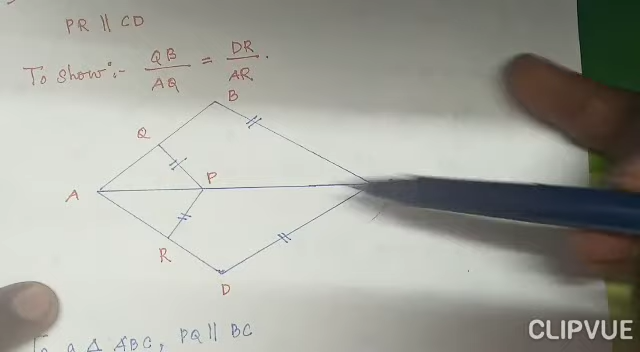 PR || CD
To show:- QB/AQ = DR/AR.
B
Q
A
P
R
D
In a Δ ABC, PQ || BC
CLIPVUE